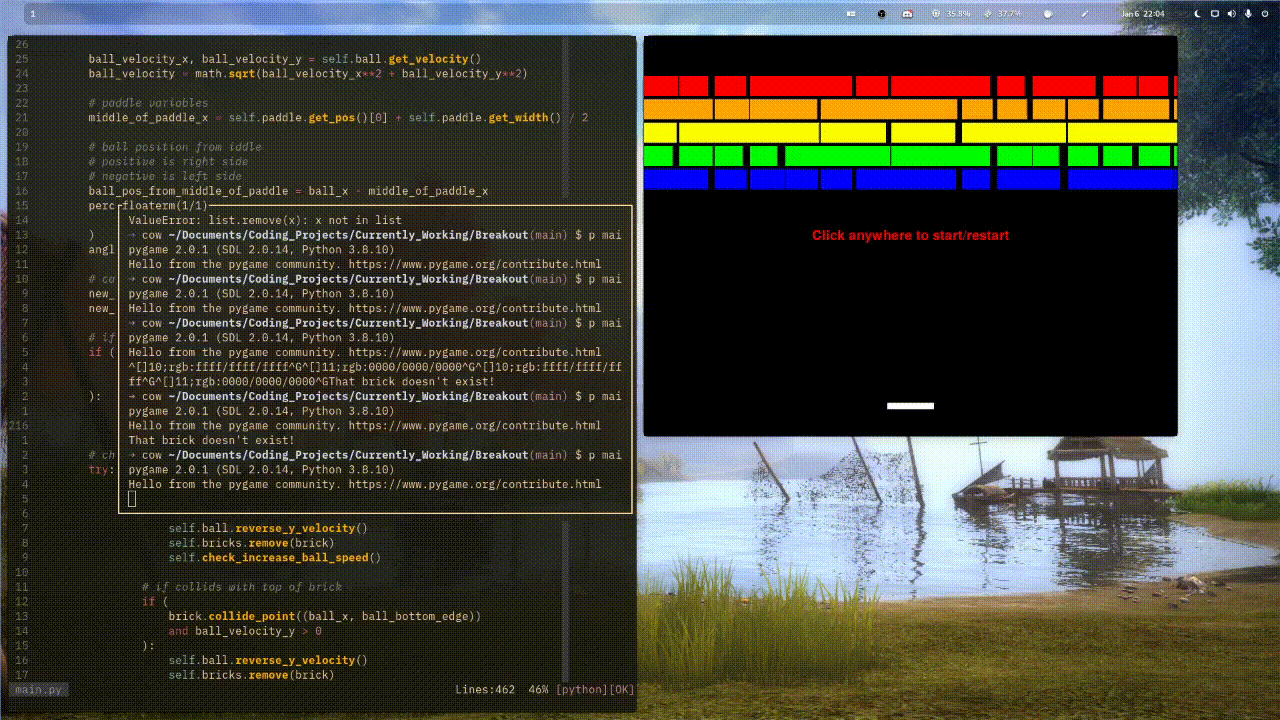 1
35.8% 37.7% Jan 6 22:04
26
25 ball_velocity_x, ball_velocity_y = self.ball.get_velocity()
24 ball_velocity = math.sqrt(ball_velocity_x**2 + ball_velocity_y**2)
23
22 # paddle variables
21 middle_of_paddle_x = self.paddle.get_pos()[0] + self.paddle.get_width() / 2
20
19 # ball position from iddle
18 # positive is right side
17 # negative is left side
16 ball_pos_from_middle_of_paddle = ball_x - middle_of_paddle_x
15 perc floaterm(1/1)
14 ValueError: list.remove(x): x not in list
13 ) → cow ~/Documents/Coding_Projects/Currently_Working/Breakout(main) $ p mai
12 angl pygame 2.0.1 (SDL 2.0.14, Python 3.8.10)
11 Hello from the pygame community. https://www.pygame.org/contribute.html
10 # ca → cow ~/Documents/Coding_Projects/Currently_Working/Breakout(main) $ p mai
9 new_ pygame 2.0.1 (SDL 2.0.14, Python 3.8.10)
8 new_ Hello from the pygame community. https://www.pygame.org/contribute.html
7 → cow ~/Documents/Coding_Projects/Currently_Working/Breakout(main) $ p mai
6 # if pygame 2.0.1 (SDL 2.0.14, Python 3.8.10)
5 if ( Hello from the pygame community. https://www.pygame.org/contribute.html
4 ^[]10;rgb:ffff/ffff/ffff^G^[]11;rgb:0000/0000/0000^G^[]10;rgb:ffff/ffff/ff
3 ff^G^[]11;rgb:0000/0000/0000^GThat brick doesn't exist!
2 ): → cow ~/Documents/Coding_Projects/Currently_Working/Breakout(main) $ p mai
1 pygame 2.0.1 (SDL 2.0.14, Python 3.8.10)
216 Hello from the pygame community. https://www.pygame.org/contribute.html
1 That brick doesn't exist!
2 # ch → cow ~/Documents/Coding_Projects/Currently_Working/Breakout(main) $ p mai
3 try: pygame 2.0.1 (SDL 2.0.14, Python 3.8.10)
4 Hello from the pygame community. https://www.pygame.org/contribute.html
5
6
7 self.ball.reverse_y_velocity()
8 self.bricks.remove(brick)
9 self.check_increase_ball_speed()
10
11 # if collides with top of brick
12 if (
13 brick.collide_point((ball_x, ball_bottom_edge))
14 and ball_velocity_y > 0
15 ):
16 self.ball.reverse_y_velocity()
17 self.bricks.remove(brick)
main.py Lines:462 46% [python][OK]
Click anywhere to start/restart